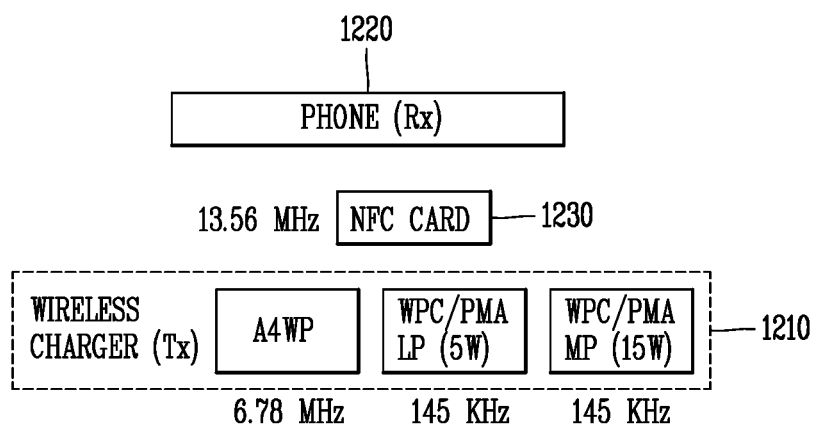 1220
PHONE (Rx)
13.56 MHz NFC CARD 1230
WIRELESS CHARGER (Tx)
A4WP
WPC/PMA LP (5W)
WPC/PMA MP (15W)
1210
6.78 MHz 145 KHz 145 KHz